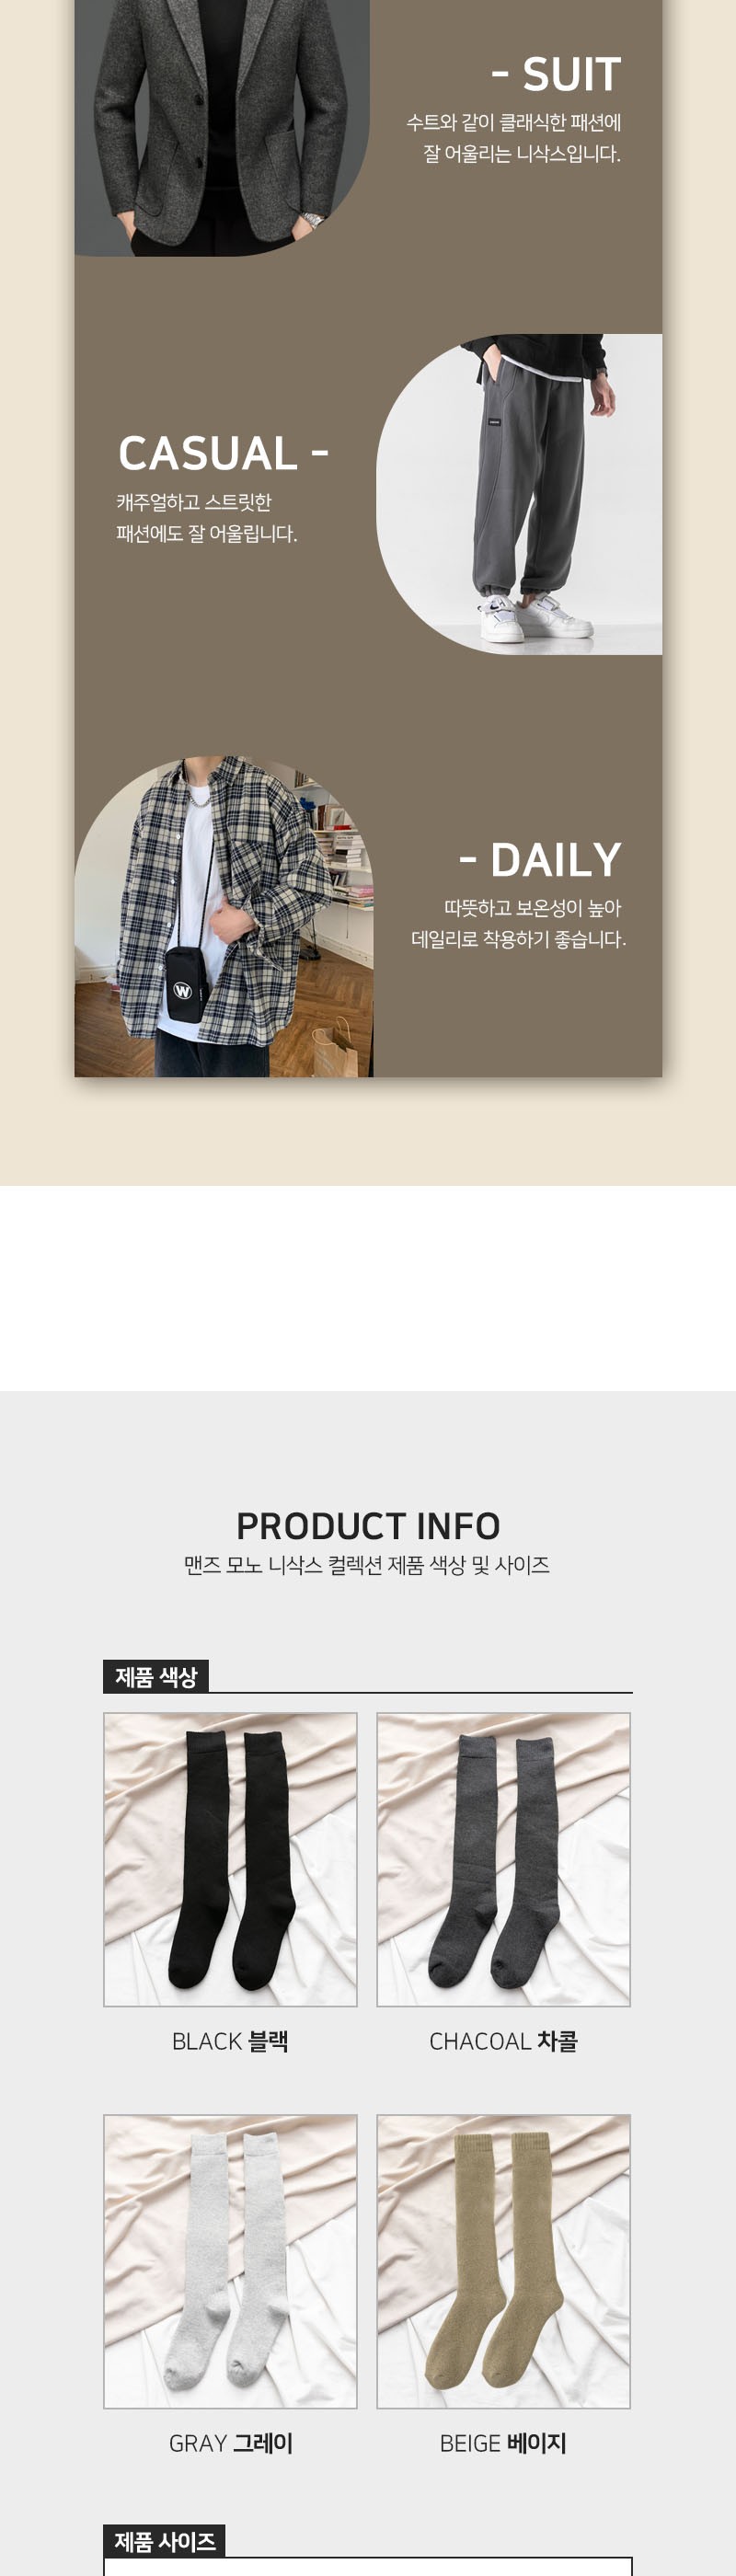 - SUIT
수트와 같이 클래식한 패션에
잘 어울리는 니삭스입니다.
CASUAL -
캐주얼하고 스트릿한
패션에도 잘 어울립니다.
W
- DAILY
따뜻하고 보온성이 높아
데일리로 착용하기 좋습니다.
PRODUCT INFO
맨즈 모노 니삭스 컬렉션 제품 색상 및 사이즈
제품 색상
BLACK 블랙
CHACOAL 차콜
GRAY 그레이
BEIGE 베이지
제품 사이즈